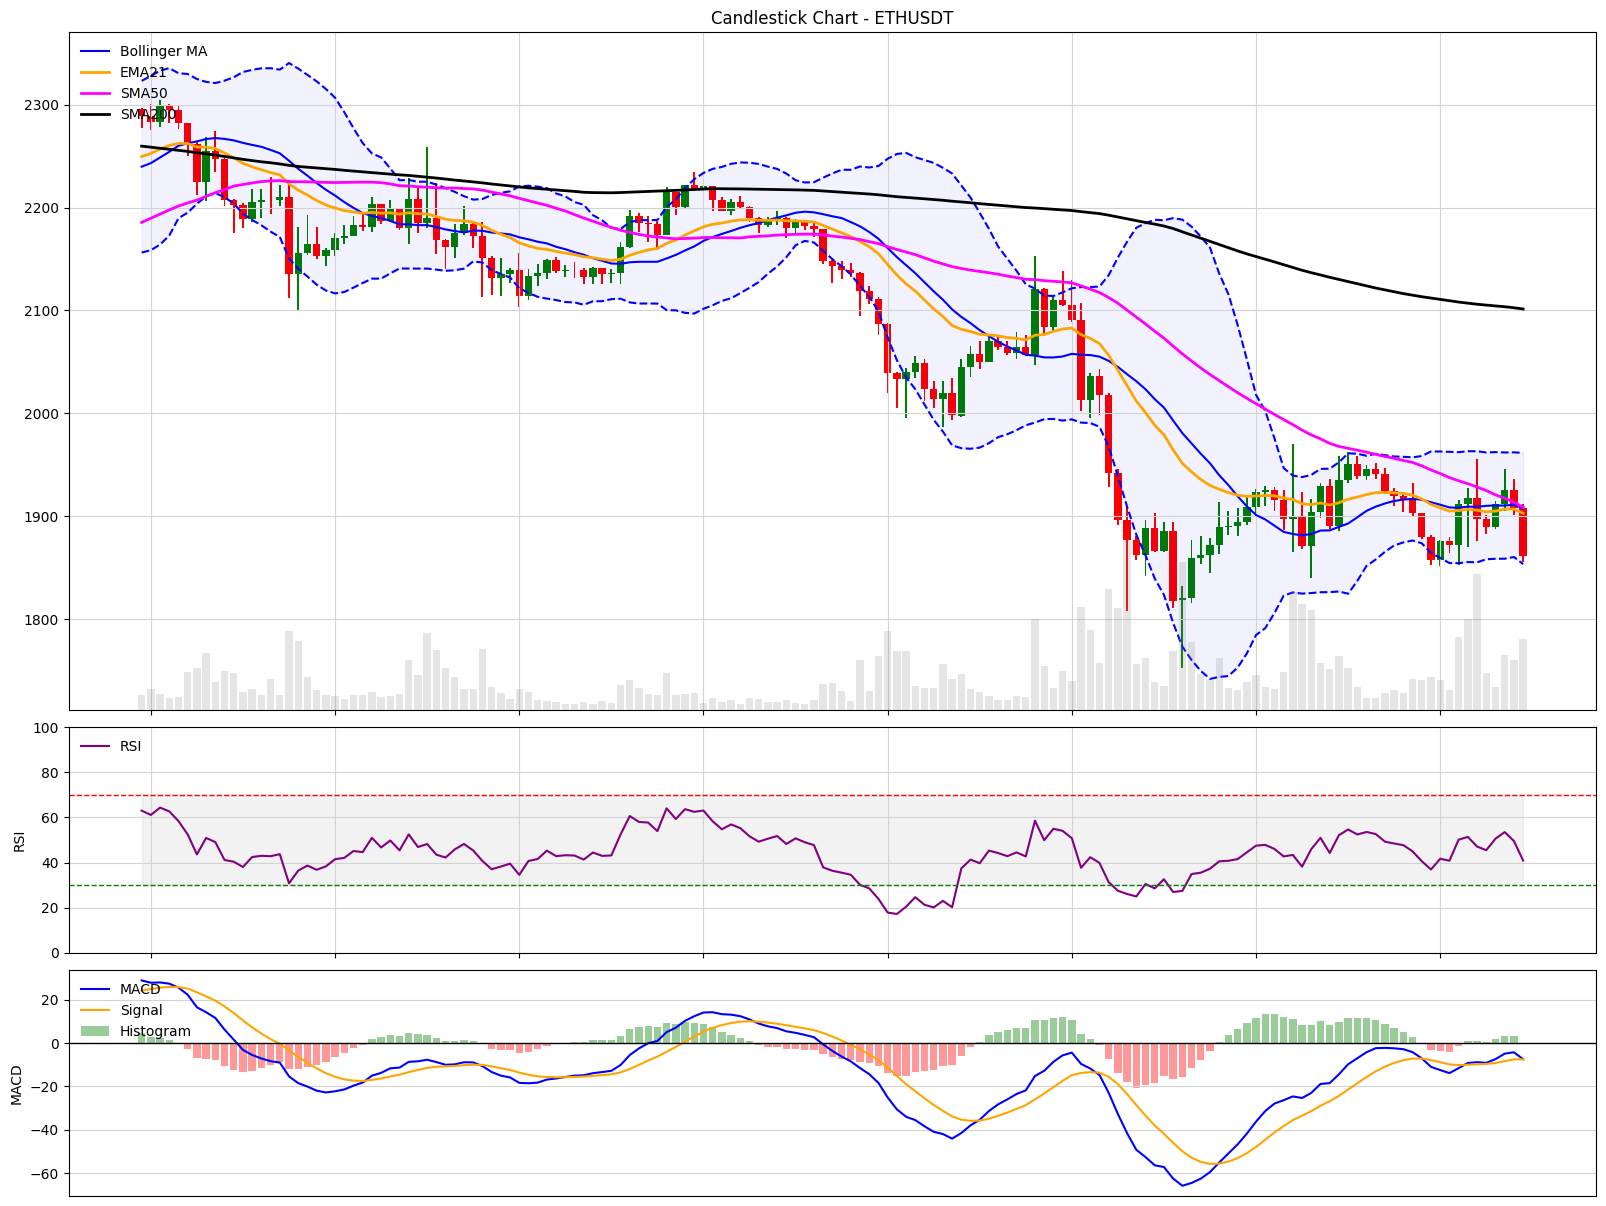 Candlestick Chart - ETHUSDT
Bollinger MA
EMA21
SMA50
SMA200
2300
2200
2100
2000
1900
1800
RSI
100
80
60
40
20
0
RSI
MACD
Signal
Histogram
20
0
−20
−40
−60
MACD